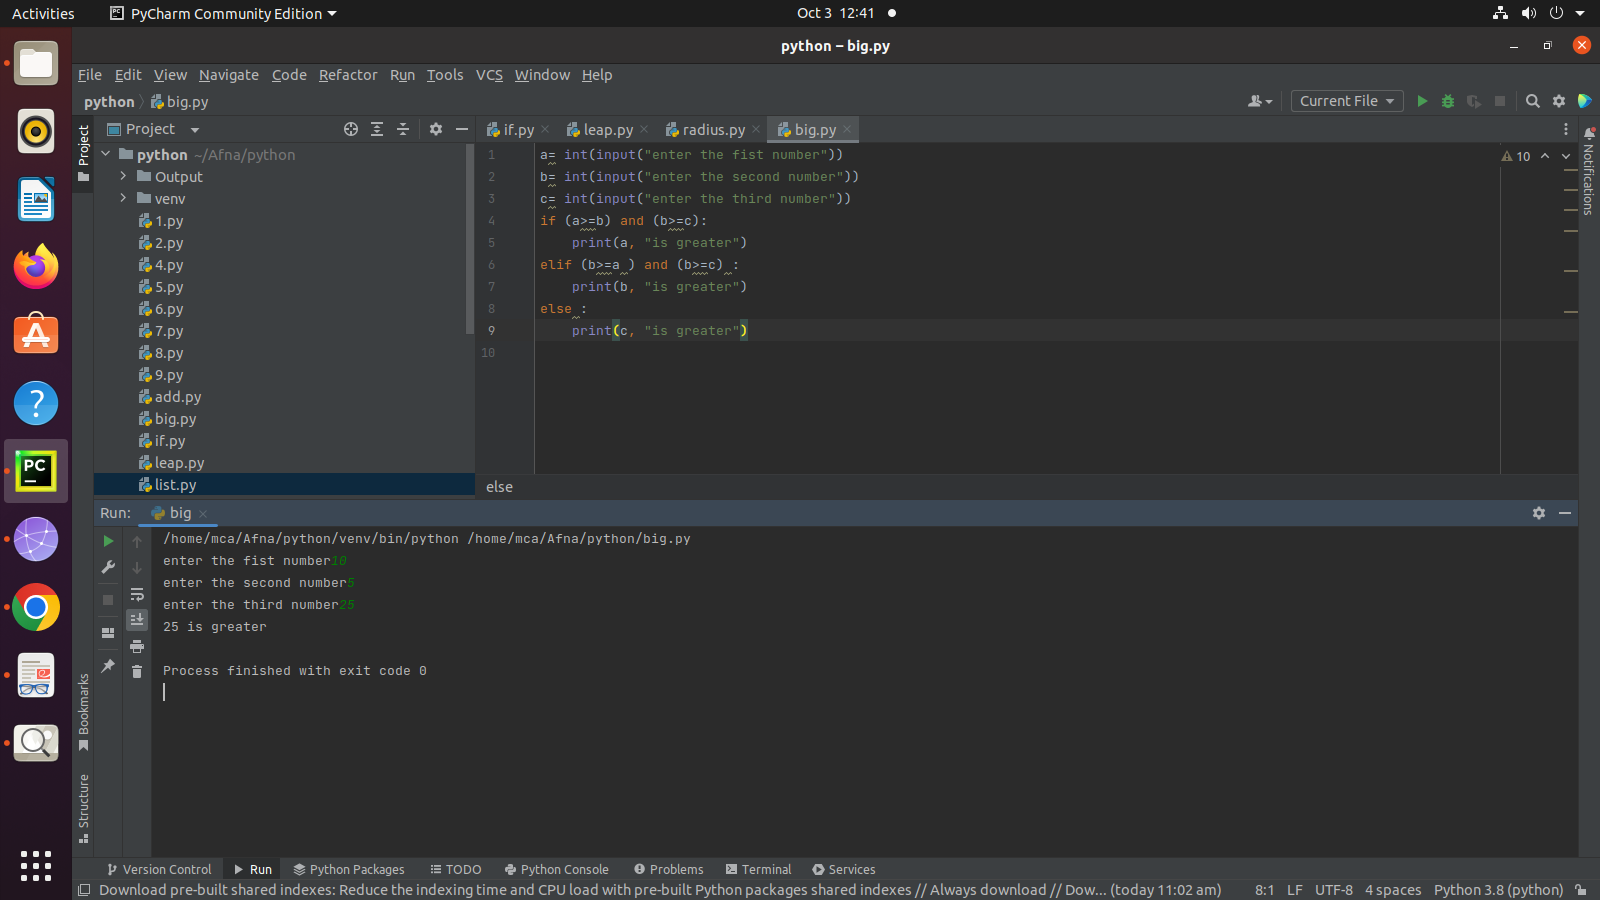 Activities PyCharm Community Edition Oct 3 12:41
python – big.py
File Edit View Navigate Code Refactor Run Tools VCS Window Help
python big.py Current File
Project if.py leap.py radius.py big.py
python ~/Afna/python
Output
venv
1.py
2.py
4.py
5.py
6.py
7.py
8.py
9.py
add.py
big.py
if.py
leap.py
list.py
1 a= int(input("enter the fist number"))
2 b= int(input("enter the second number"))
3 c= int(input("enter the third number"))
4 if (a>=b) and (b>=c):
5 print(a, "is greater")
6 elif (b>=a ) and (b>=c) :
7 print(b, "is greater")
8 else :
9 print(c, "is greater")
10
10
else
Run: big
/home/mca/Afna/python/venv/bin/python /home/mca/Afna/python/big.py
enter the fist number10
enter the second number5
enter the third number25
25 is greater
Process finished with exit code 0
Project
Bookmarks
Structure
Notifications
PC
Version Control Run Python Packages TODO Python Console Problems Terminal Services
Download pre-built shared indexes: Reduce the indexing time and CPU load with pre-built Python packages shared indexes // Always download // Dow... (today 11:02 am) 8:1 LF UTF-8 4 spaces Python 3.8 (python)